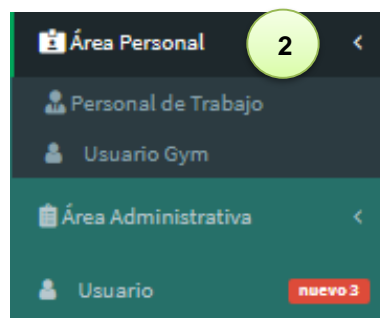 Área Personal 2
Personal de Trabajo
Usuario Gym
Área Administrativa
Usuario nuevo 3